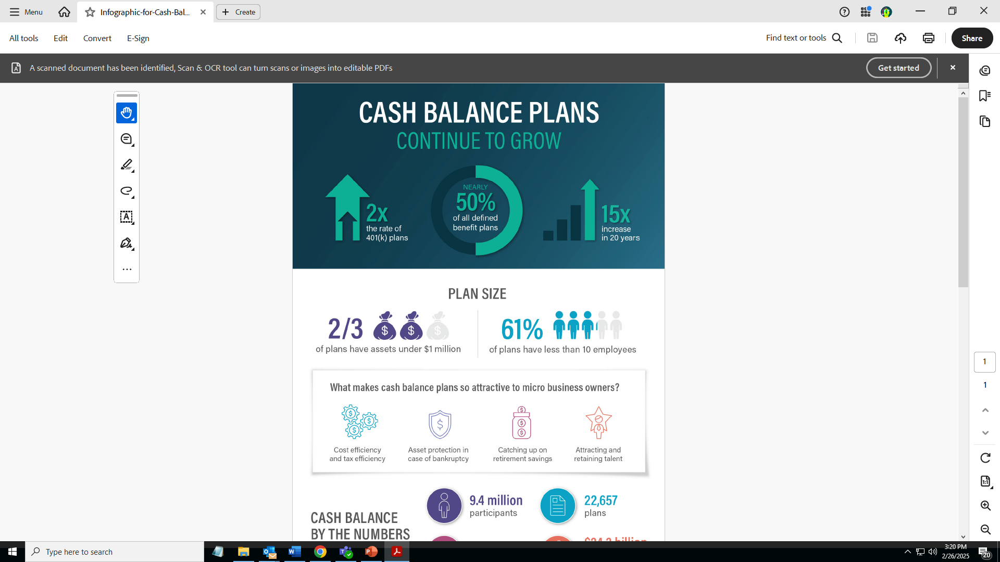 Menu
Infographic-for-Cash-Bal...
Create
All tools
Edit
Convert
E-Sign
Find text or tools
Share
A scanned document has been identified, Scan & OCR tool can turn scans or images into editable PDFs
Get started
CASH BALANCE PLANS
CONTINUE TO GROW
2x
the rate of
401(k) plans
NEARLY
50%
of all defined
benefit plans
15x
increase
in 20 years
PLAN SIZE
2/3
of plans have assets under $1 million
61%
of plans have less than 10 employees
What makes cash balance plans so attractive to micro business owners?
Cost efficiency
and tax efficiency
Asset protection in
case of bankruptcy
Catching up on
retirement savings
Attracting and
retaining talent
CASH BALANCE
BY THE NUMBERS
9.4 million
participants
22,657
plans
1
1
Type here to search
3:20 PM
2/26/2025
20